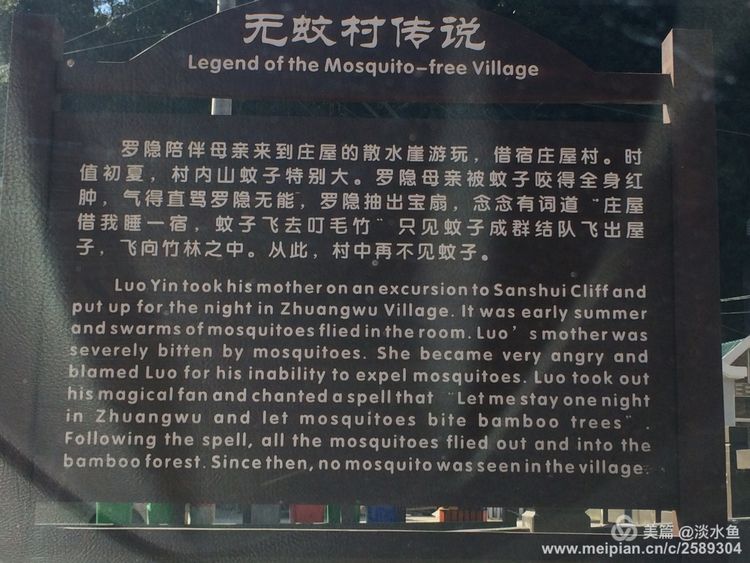 无蚊村传说
Legend of the Mosquito-free Village
罗隐陪伴母亲来到庄屋的散水崖游玩，借宿庄屋村。时
值初夏，村内山蚊子特别大。罗隐母亲被蚊子咬得全身红
肿，气得直骂罗隐无能，罗隐抽出宝扇，念念有词道“庄屋
借我睡一宿，蚊子飞去叮毛竹”只见蚊子成群结队飞出屋
子，飞向竹林之中。从此，村中再不见蚊子。
Luo Yin took his mother on an excursion to Sanshui Cliff and
put up for the night in Zhuangwu Village. It was early summer
and swarms of mosquitoes flied in the room. Luo's mother was
severely bitten by mosquitoes. She became very angry and
blamed Luo for his inability to expel mosquitoes. Luo took out
his magical fan and chanted a spell that "Let me stay one night
in Zhuangwu and let mosquitoes bite bamboo trees".
Following the spell, all the mosquitoes flied out and into the
bamboo forest. Since then, no mosquito was seen in the village.
美篇 @淡水鱼
www.meipian.cn/c/2589304